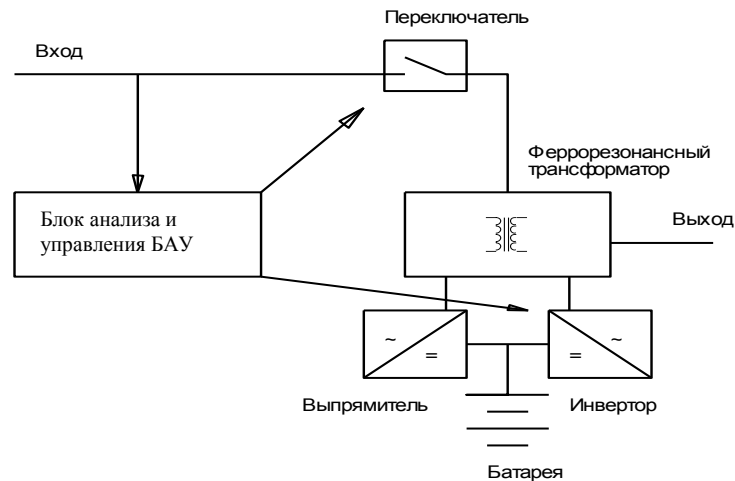 Переключатель
Вход
Феррорезонансный
трансформатор
Блок анализа и
управления БАУ
Выход
~
=
=
~
Выпрямитель
Инвертор
Батарея